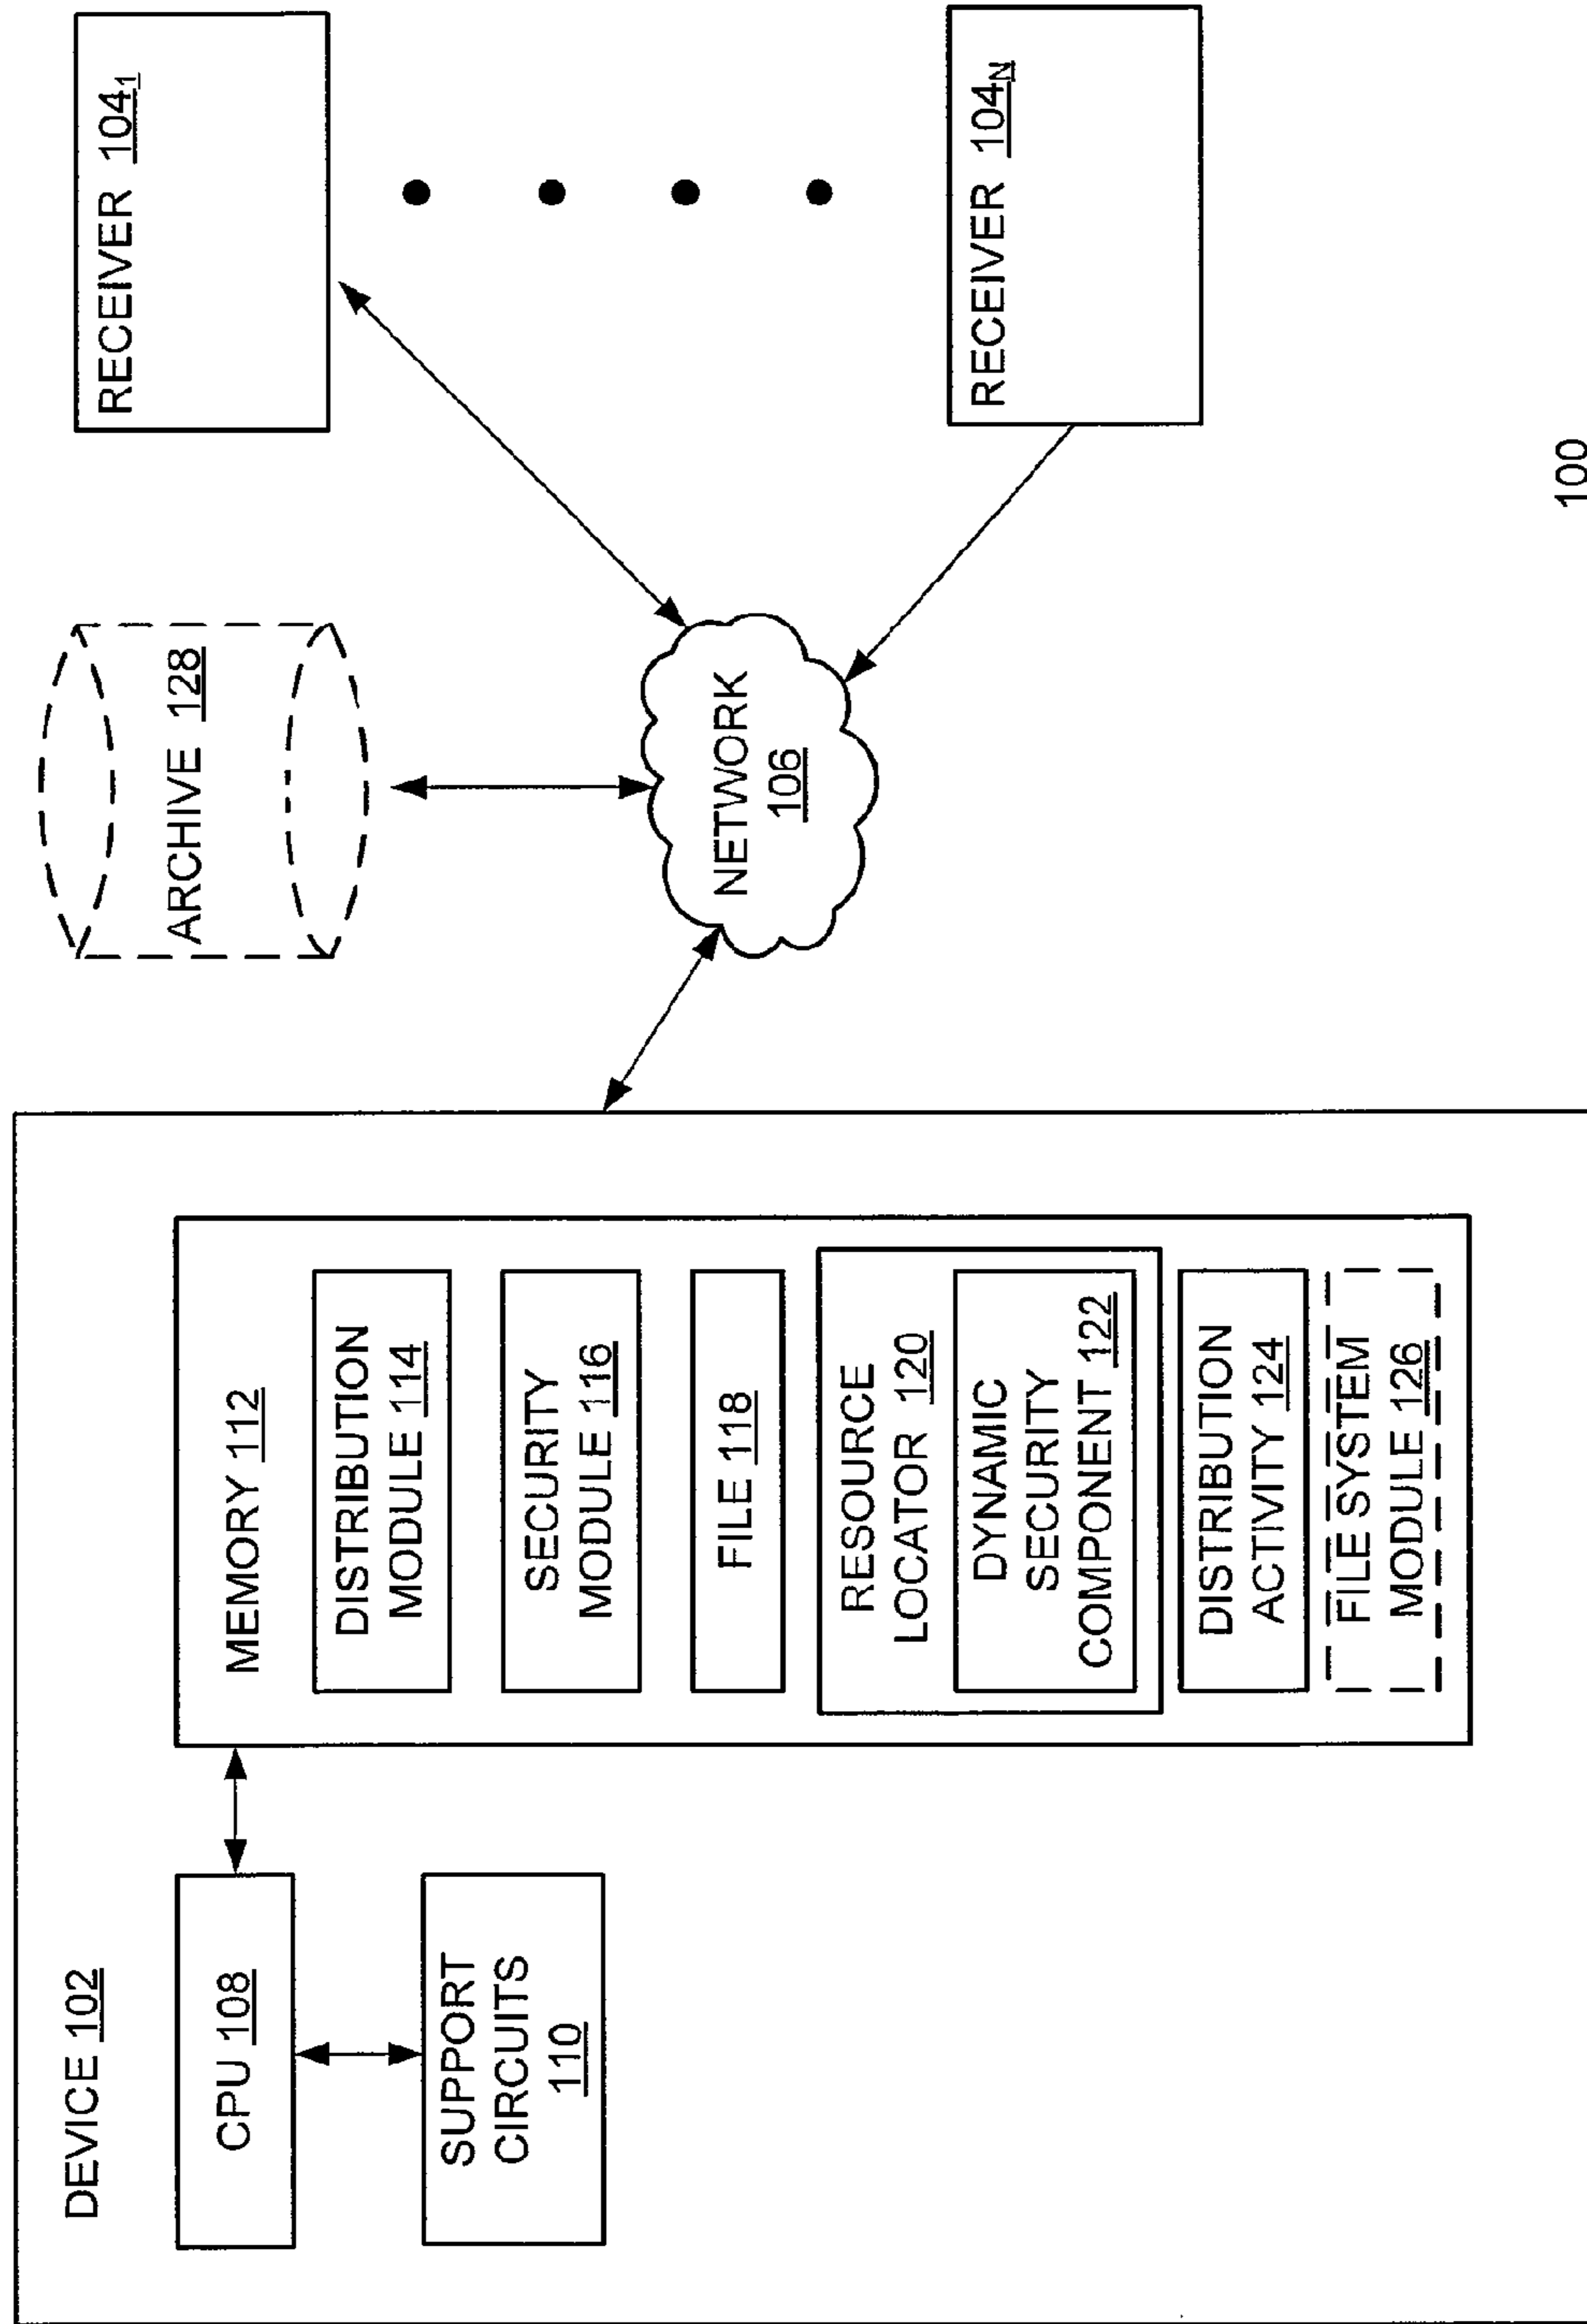 DEVICE 102
CPU 108
SUPPORT
CIRCUITS
110
MEMORY 112
DISTRIBUTION
MODULE 114
SECURITY
MODULE 116
FILE 118
RESOURCE
LOCATOR 120
DYNAMIC
SECURITY
COMPONENT 122
DISTRIBUTION
ACTIVITY 124
FILE SYSTEM
MODULE 126
ARCHIVE 128
NETWORK
106
RECEIVER 104₁
RECEIVER 104N
100